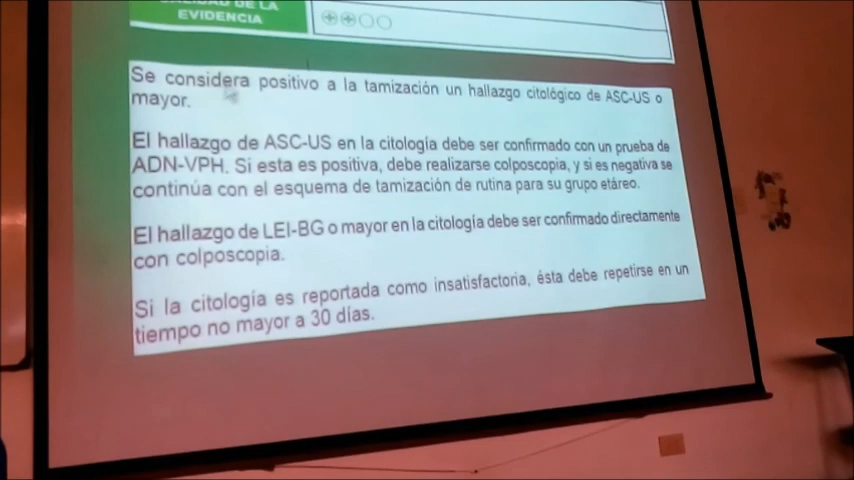 CALIDAD DE LA
EVIDENCIA
Se considera positivo a la tamización un hallazgo citológico de ASC-US o
mayor.
El hallazgo de ASC-US en la citología debe ser confirmado con un prueba de
ADN-VPH. Si esta es positiva, debe realizarse colposcopia, y si es negativa se
continúa con el esquema de tamización de rutina para su grupo etáreo.
El hallazgo de LEI-BG o mayor en la citología debe ser confirmado directamente
con colposcopia.
Si la citología es reportada como insatisfactoria, ésta debe repetirse en un
tiempo no mayor a 30 días.